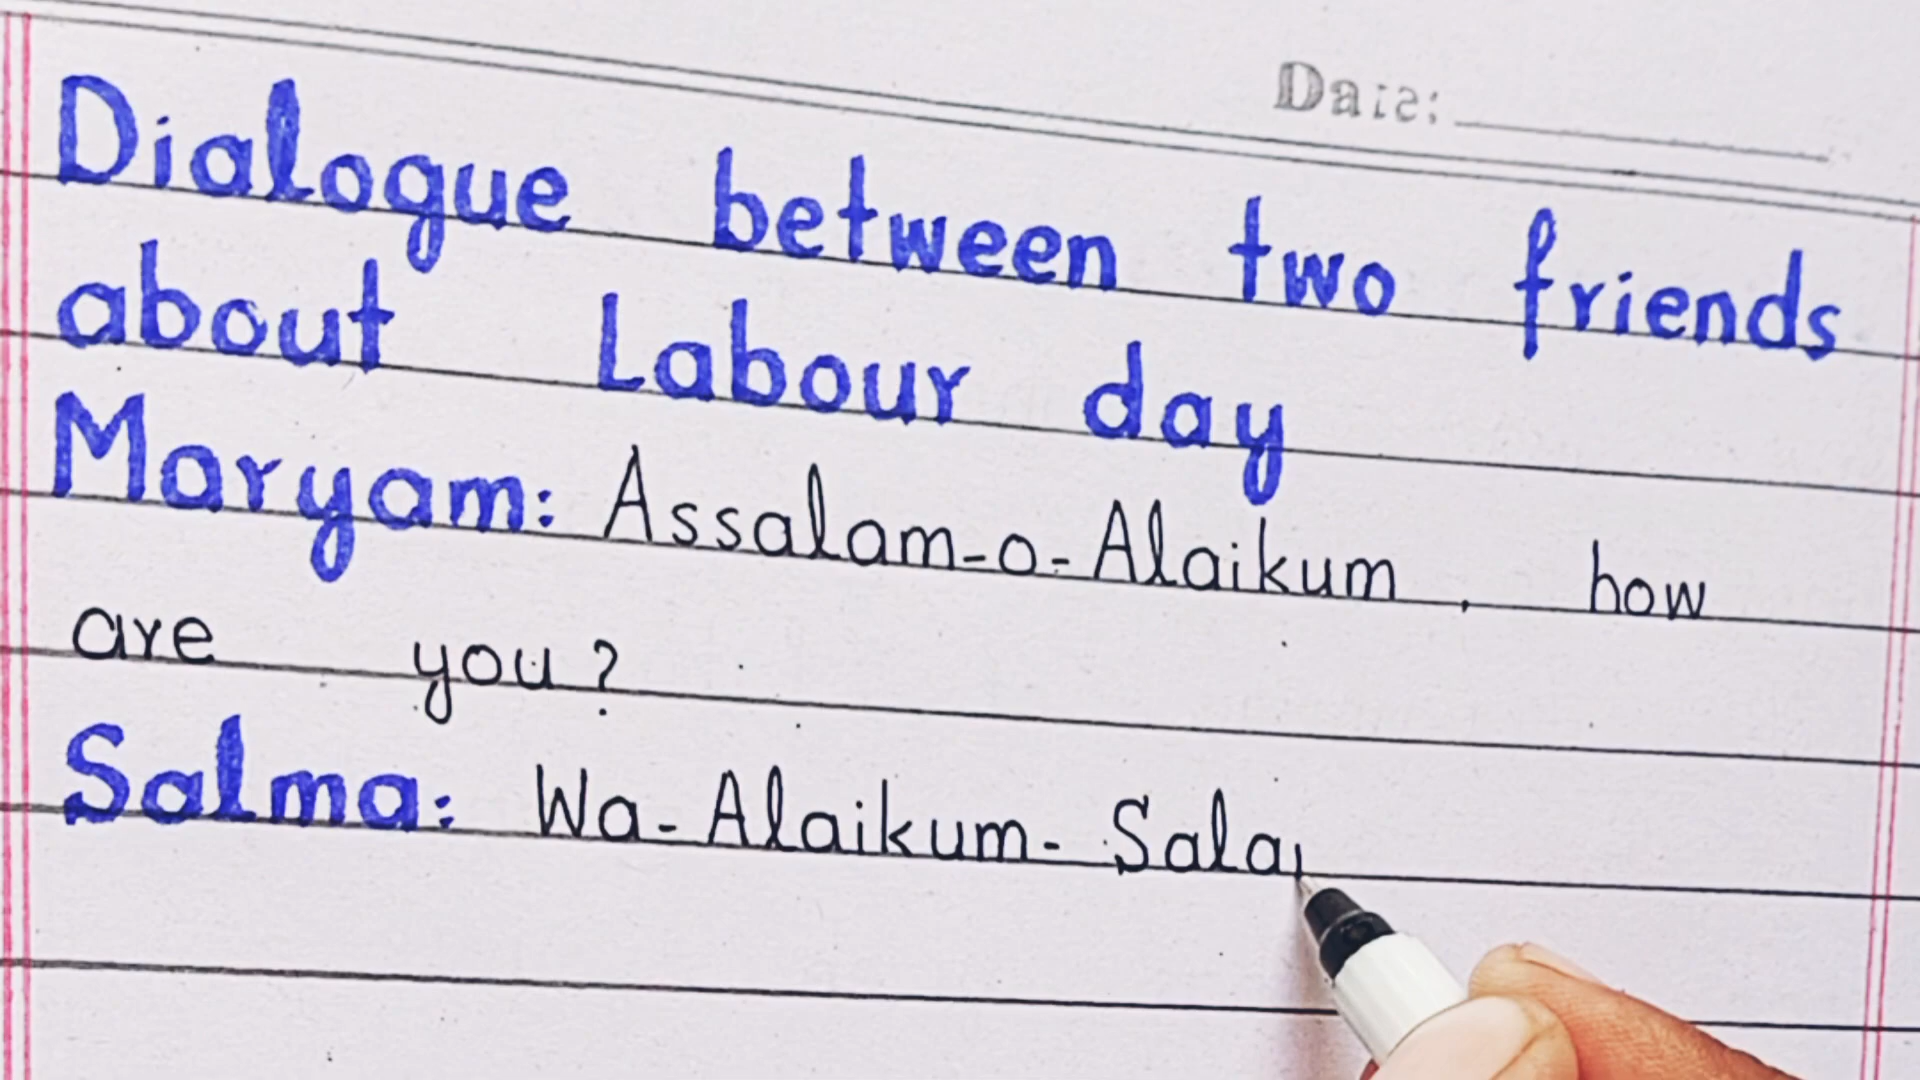 Date:
Dialogue between two friends
about Labour day
Maryam: Assalam-o-Alaikum, how
are you?
Salma: Wa-Alaikum-Sala